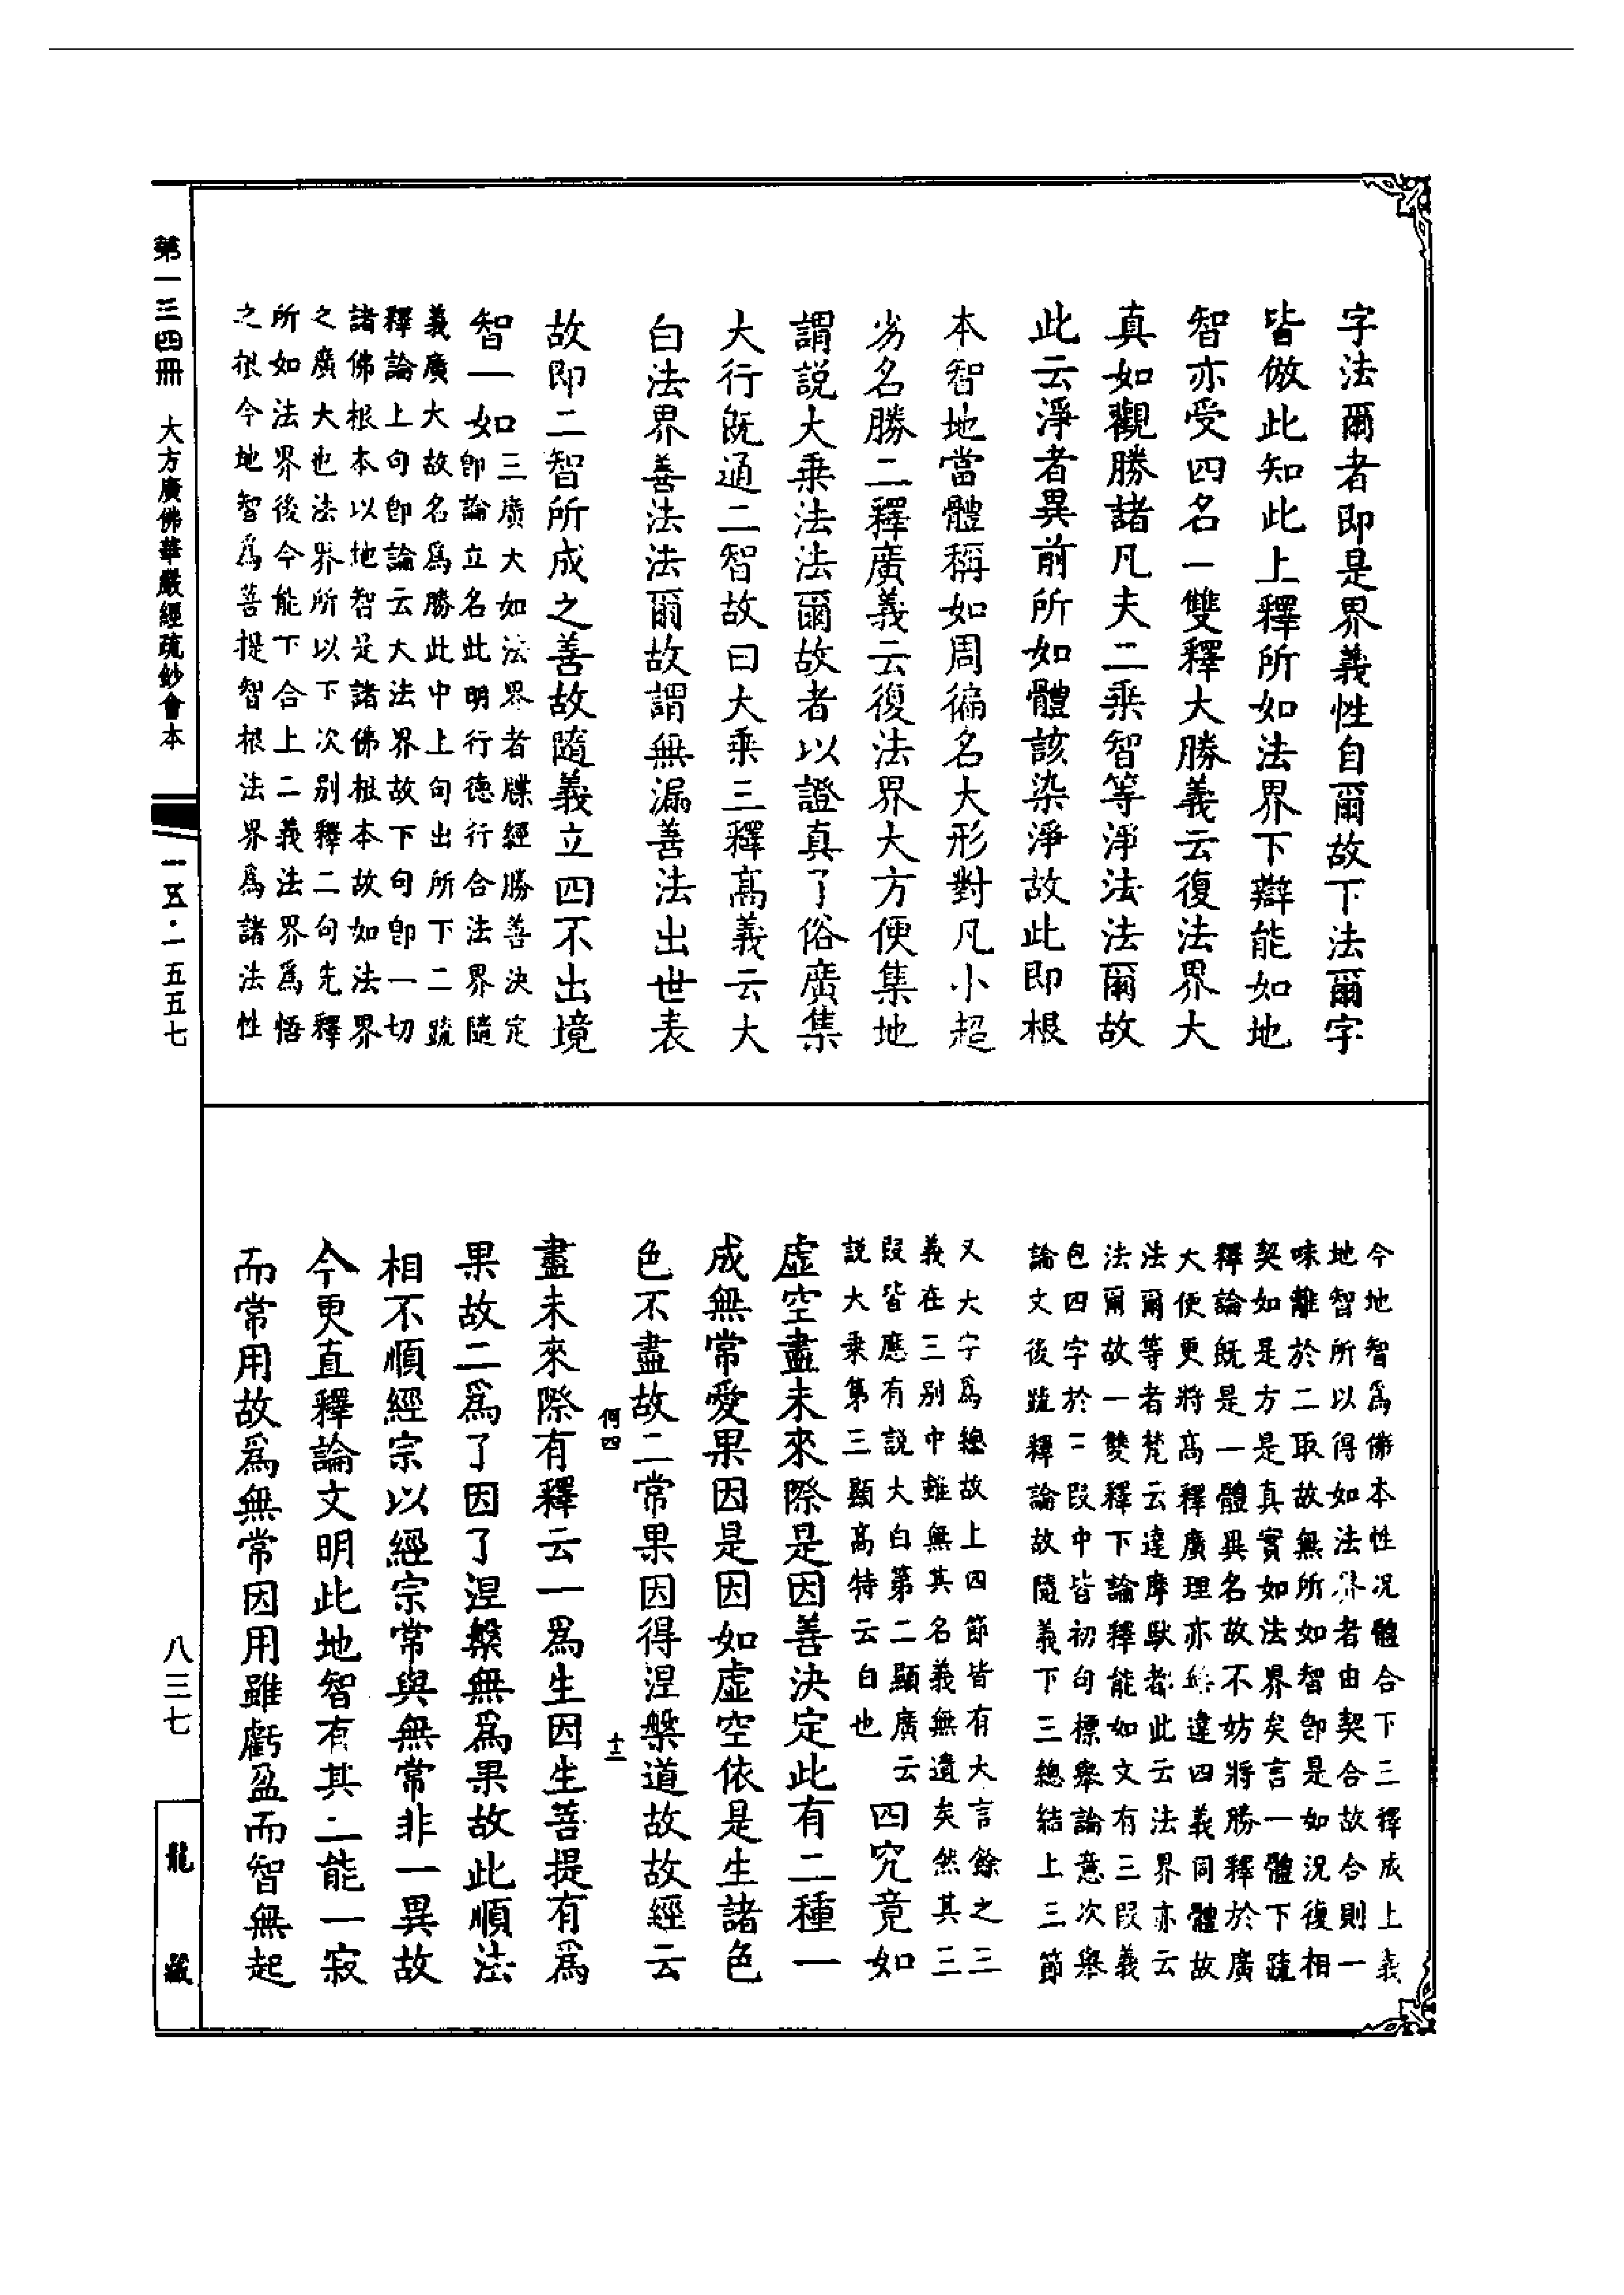 字法爾者即是界義性自爾故下法爾字
皆倣此知此上釋所如法界下辯能如地
智亦受四名一雙釋大勝義云復法界大
真如觀勝諸凡夫二乘智等淨法法爾故
此云淨者異前所如體該染淨故此即根
本智地當體稱如周徧名大形對凡小超
劣名勝二釋廣義云復法界大方便集地
謂説大乘法法爾故者以證真了俗廣集
大行既通二智故曰大乘三釋高義云大
白法界善法法爾故謂無漏善法出世表
故即二智所成之善故隨義立四不出境
智一如
三廣大如法界者牒經勝善決定
即論立名此明行德行合法界隨
義廣大故名爲勝此中上句出所下二䟽
釋論上句即論云大法界故下句即一切
諸佛根本以地智是諸佛根本故如法界
之廣大也法界所以下次別釋二句先釋
所如法界後今能下合上二義法界爲悟
之根今地智爲菩提智根法界爲諸法性
今地智爲佛本性况體合下三釋成上義
地智所以得如法界者由契合故合則一
味離於二取故無所如智即是如況復相
契如是方是真實如法界矣言一體下䟽
釋論既是一體異名故不妨將勝釋於廣
大便更將高釋廣理亦無違四義同體故
法爾等者梵云達摩馱都此云法界亦云
法爾故一雙釋下論釋能如文有三段義
包四字於二段中皆初句標舉論意次舉
論文後䟽釋論故隨義下三總結上三節
又大字爲總故上四節皆有大言餘之三
義在三別中雖無其名義無遺矣然其三
段皆應有説大白第二顯廣云
説大乘第三顯高特云白也
四究竟如
虛空盡未來際是因善決定此有二種一
成無常愛果因是因如虛空依是生諸色
色不盡故二常果因得涅槃道故故經云
何四
十三
盡未來際有釋云一爲生因生菩提有爲
果故二爲了因了涅槃無爲果故此順法
相不順經宗以經宗常與無常非一異故
今更直釋論文明此地智有其二能一寂
而常用故爲無常因用雖虧盈而智無起
第一三四冊　大方廣佛華嚴經疏鈔會本
一五·一五五七
八三七
龍藏